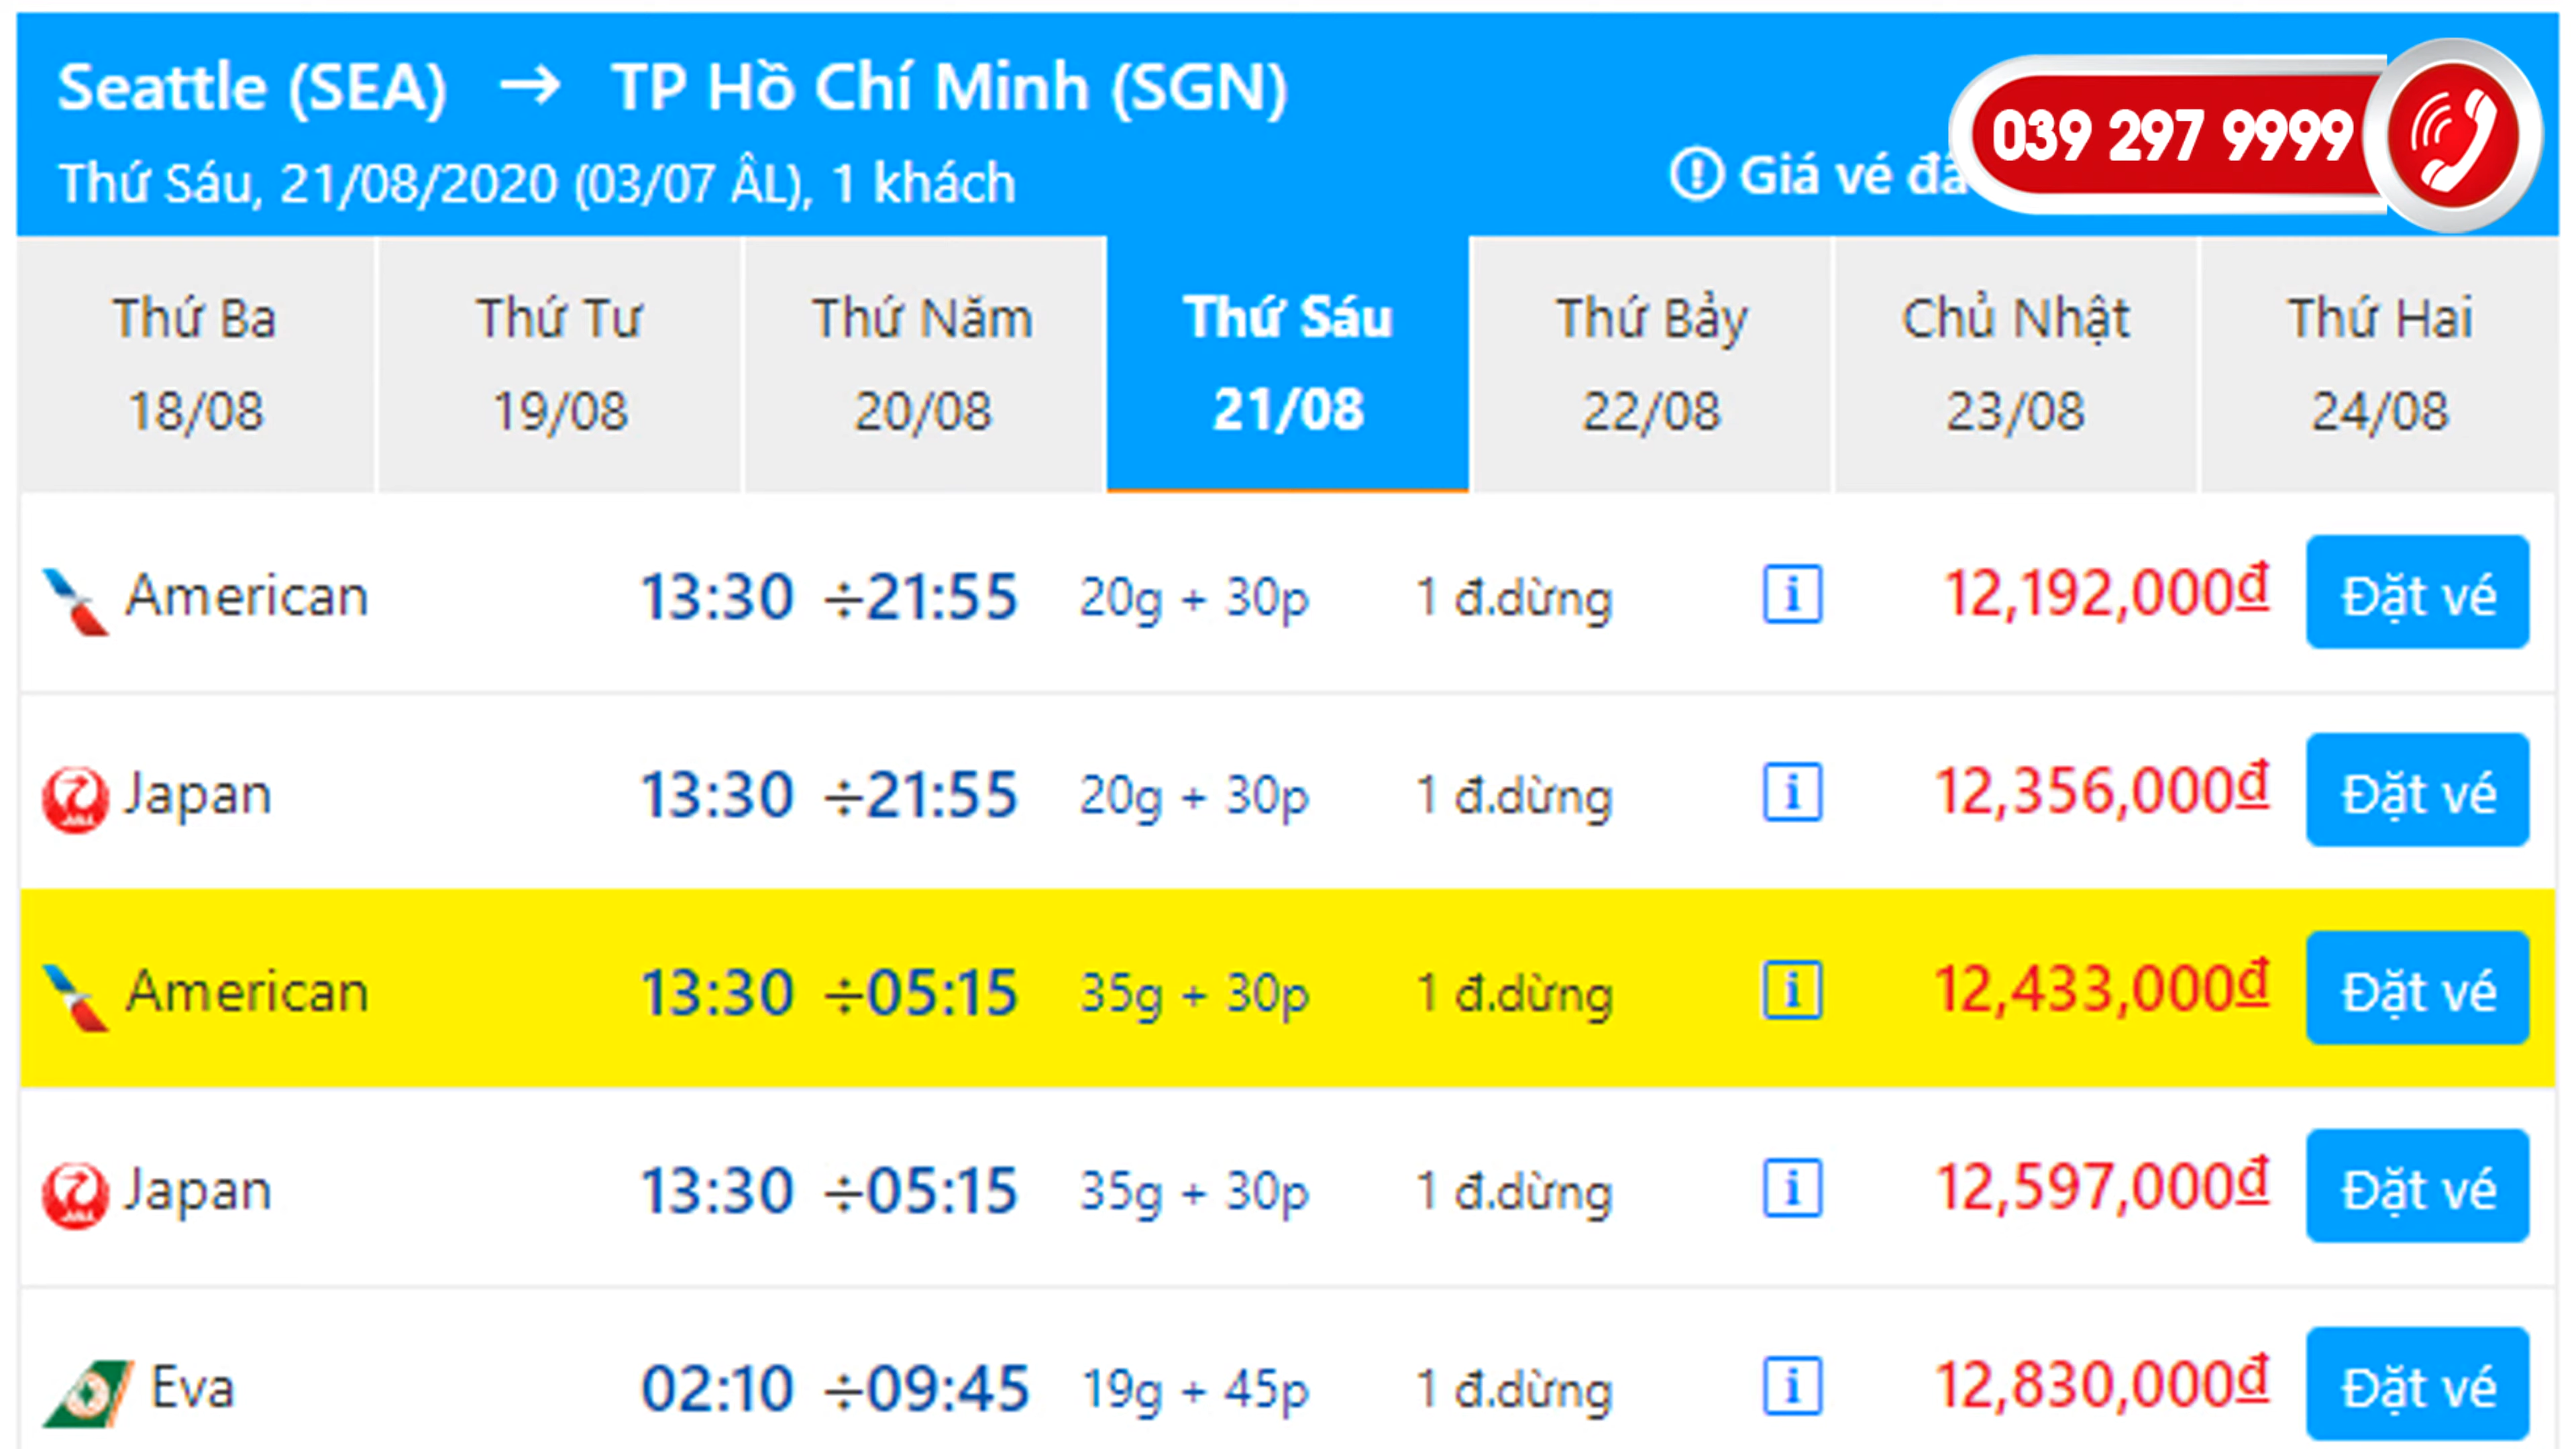 Seattle (SEA) → TP Hồ Chí Minh (SGN)
039 297 9999
Thứ Sáu, 21/08/2020 (03/07 ÂL), 1 khách
Giá vé
Thứ Ba Thứ Tư Thứ Năm Thứ Sáu Thứ Bảy Chủ Nhật Thứ Hai
18/08 19/08 20/08 21/08 22/08 23/08 24/08
American 13:30 ÷21:55 20g + 30p 1 đ.dừng i 12,192,000₫ Đặt vé
Japan 13:30 ÷21:55 20g + 30p 1 đ.dừng i 12,356,000₫ Đặt vé
American 13:30 ÷05:15 35g + 30p 1 đ.dừng i 12,433,000₫ Đặt vé
Japan 13:30 ÷05:15 35g + 30p 1 đ.dừng i 12,597,000₫ Đặt vé
Eva 02:10 ÷09:45 19g + 45p 1 đ.dừng i 12,830,000₫ Đặt vé